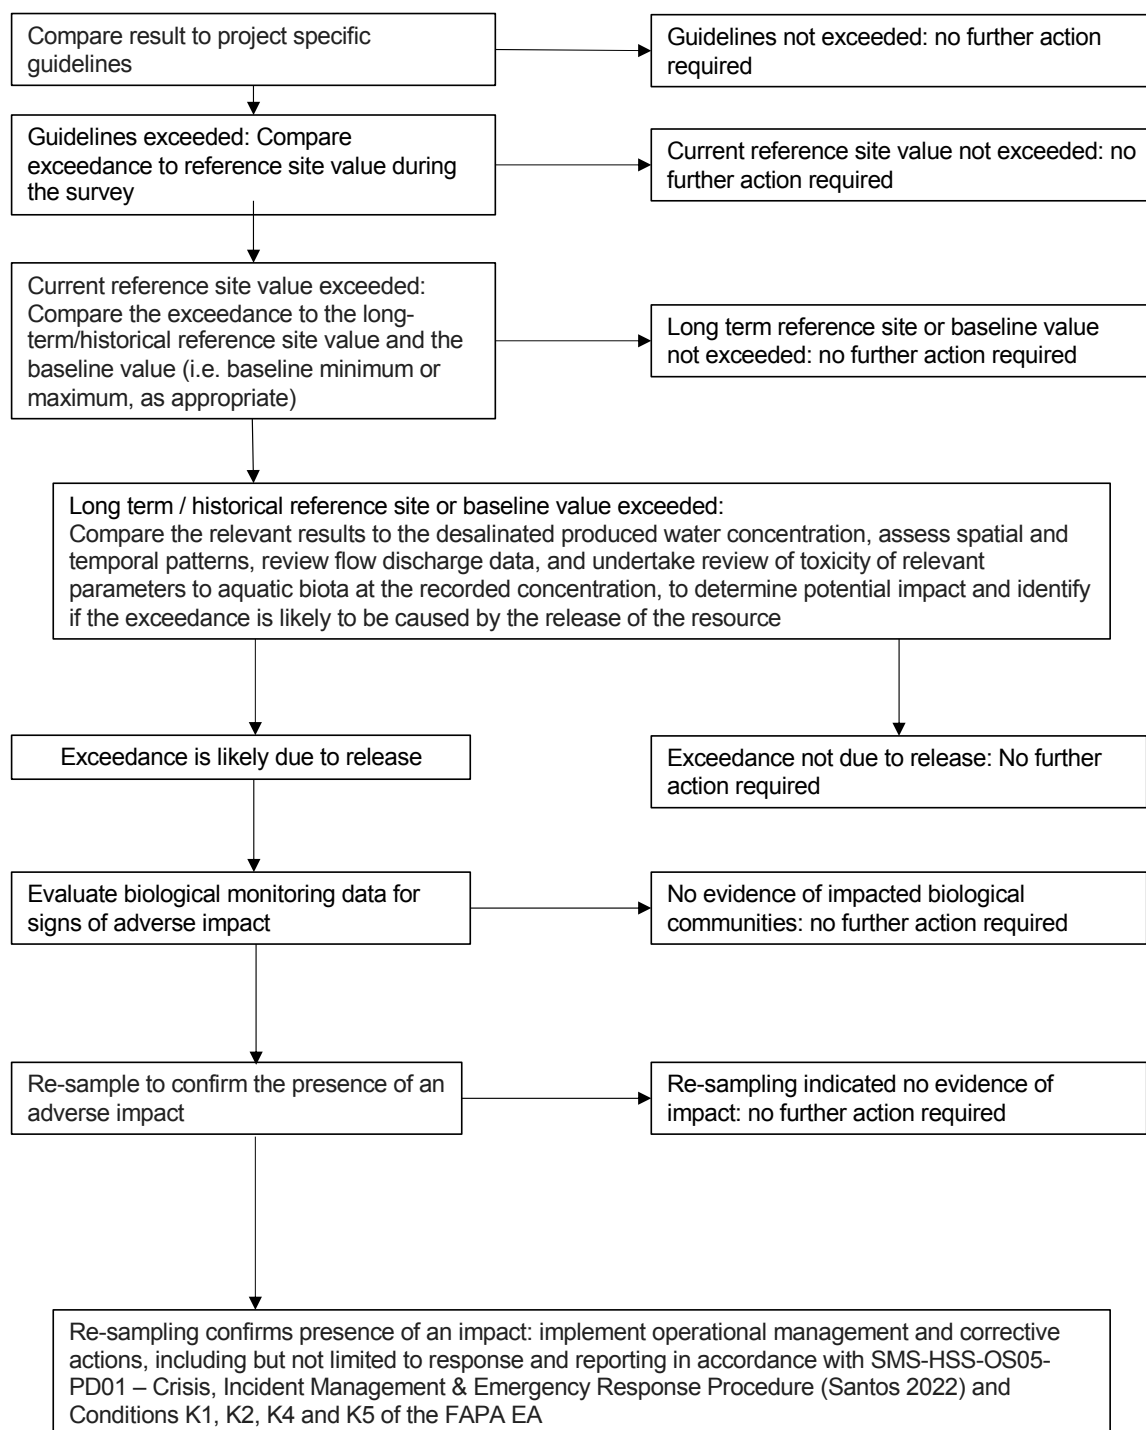 Compare result to project specific
guidelines
Guidelines not exceeded: no further action
required
Guidelines exceeded: Compare
exceedance to reference site value during
the survey
Current reference site value not exceeded: no
further action required
Current reference site value exceeded:
Compare the exceedance to the long-
term/historical reference site value and the
baseline value (i.e. baseline minimum or
maximum, as appropriate)
Long term reference site or baseline value
not exceeded: no further action required
Long term / historical reference site or baseline value exceeded:
Compare the relevant results to the desalinated produced water concentration, assess spatial and
temporal patterns, review flow discharge data, and undertake review of toxicity of relevant
parameters to aquatic biota at the recorded concentration, to determine potential impact and identify
if the exceedance is likely to be caused by the release of the resource
Exceedance is likely due to release
Exceedance not due to release: No further
action required
Evaluate biological monitoring data for
signs of adverse impact
No evidence of impacted biological
communities: no further action required
Re-sample to confirm the presence of an
adverse impact
Re-sampling indicated no evidence of
impact: no further action required
Re-sampling confirms presence of an impact: implement operational management and corrective
actions, including but not limited to response and reporting in accordance with SMS-HSS-OS05-
PD01 – Crisis, Incident Management & Emergency Response Procedure (Santos 2022) and
Conditions K1, K2, K4 and K5 of the FAPA EA